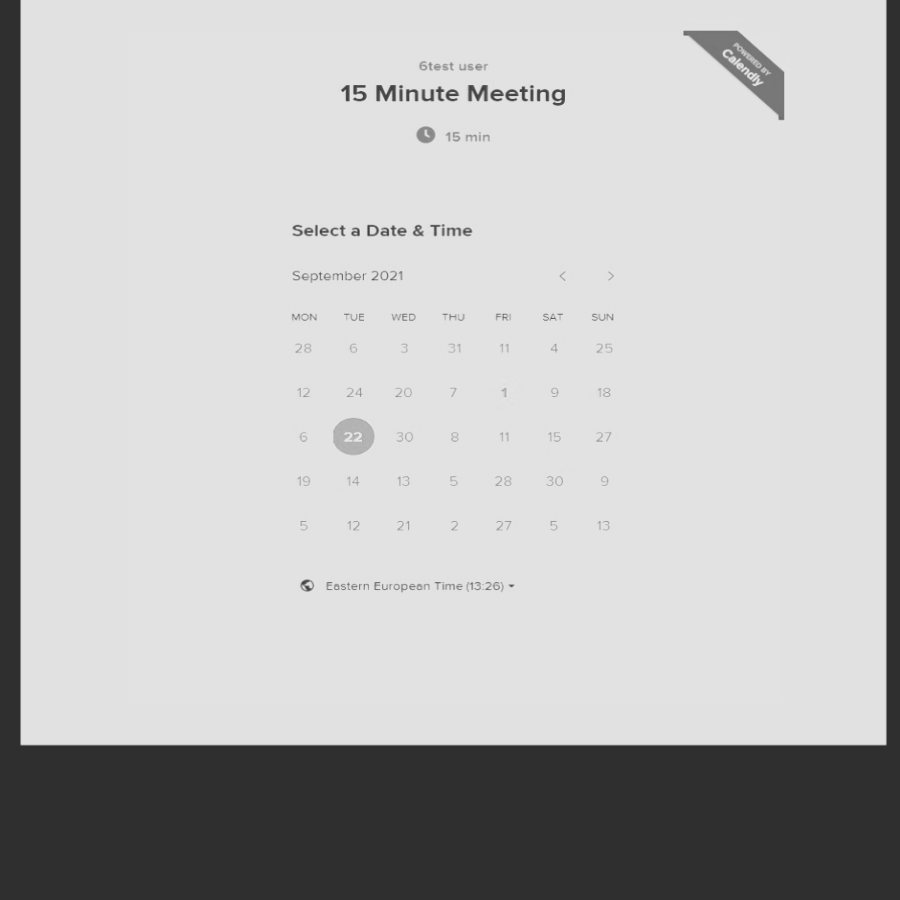 POWERED BY
Calendly
6test user
15 Minute Meeting
15 min
Select a Date & Time
September 2021
MON TUE WED THU FRI SAT SUN
28 6 3 31 11 4 25
12 24 20 7 1 9 18
6 22 30 8 11 15 27
19 14 13 5 28 30 9
5 12 21 2 27 5 13
Eastern European Time (13:26)